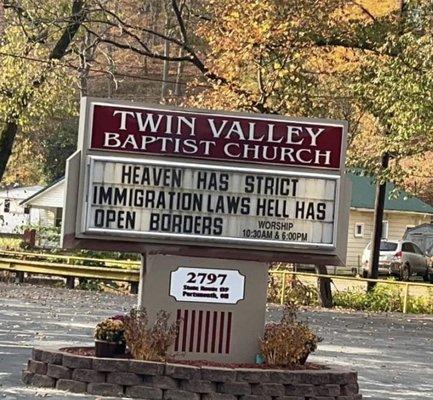 TWIN VALLEY
BAPTIST CHURCH
HEAVEN HAS STRICT
IMMIGRATION LAWS HELL HAS
OPEN BORDERS
WORSHIP
10:30AM & 6:00PM
2797